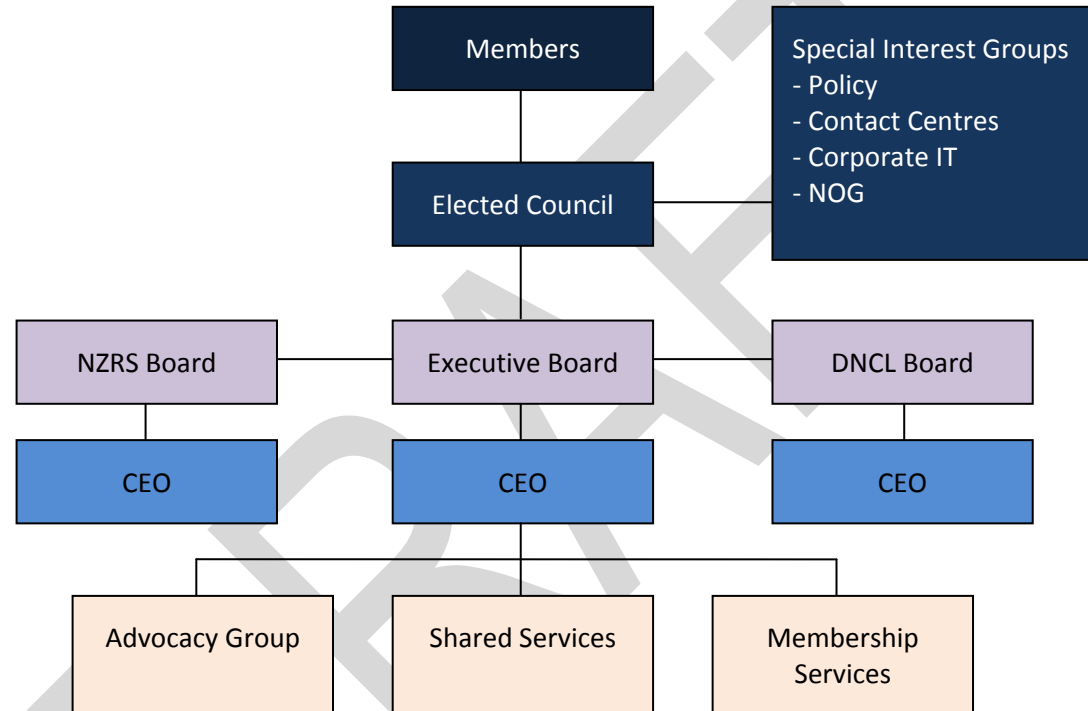 Members
Special Interest Groups
- Policy
- Contact Centres
- Corporate IT
- NOG
Elected Council
NZRS Board
Executive Board
DNCL Board
CEO
CEO
CEO
Advocacy Group
Shared Services
Membership
Services
DRAFT